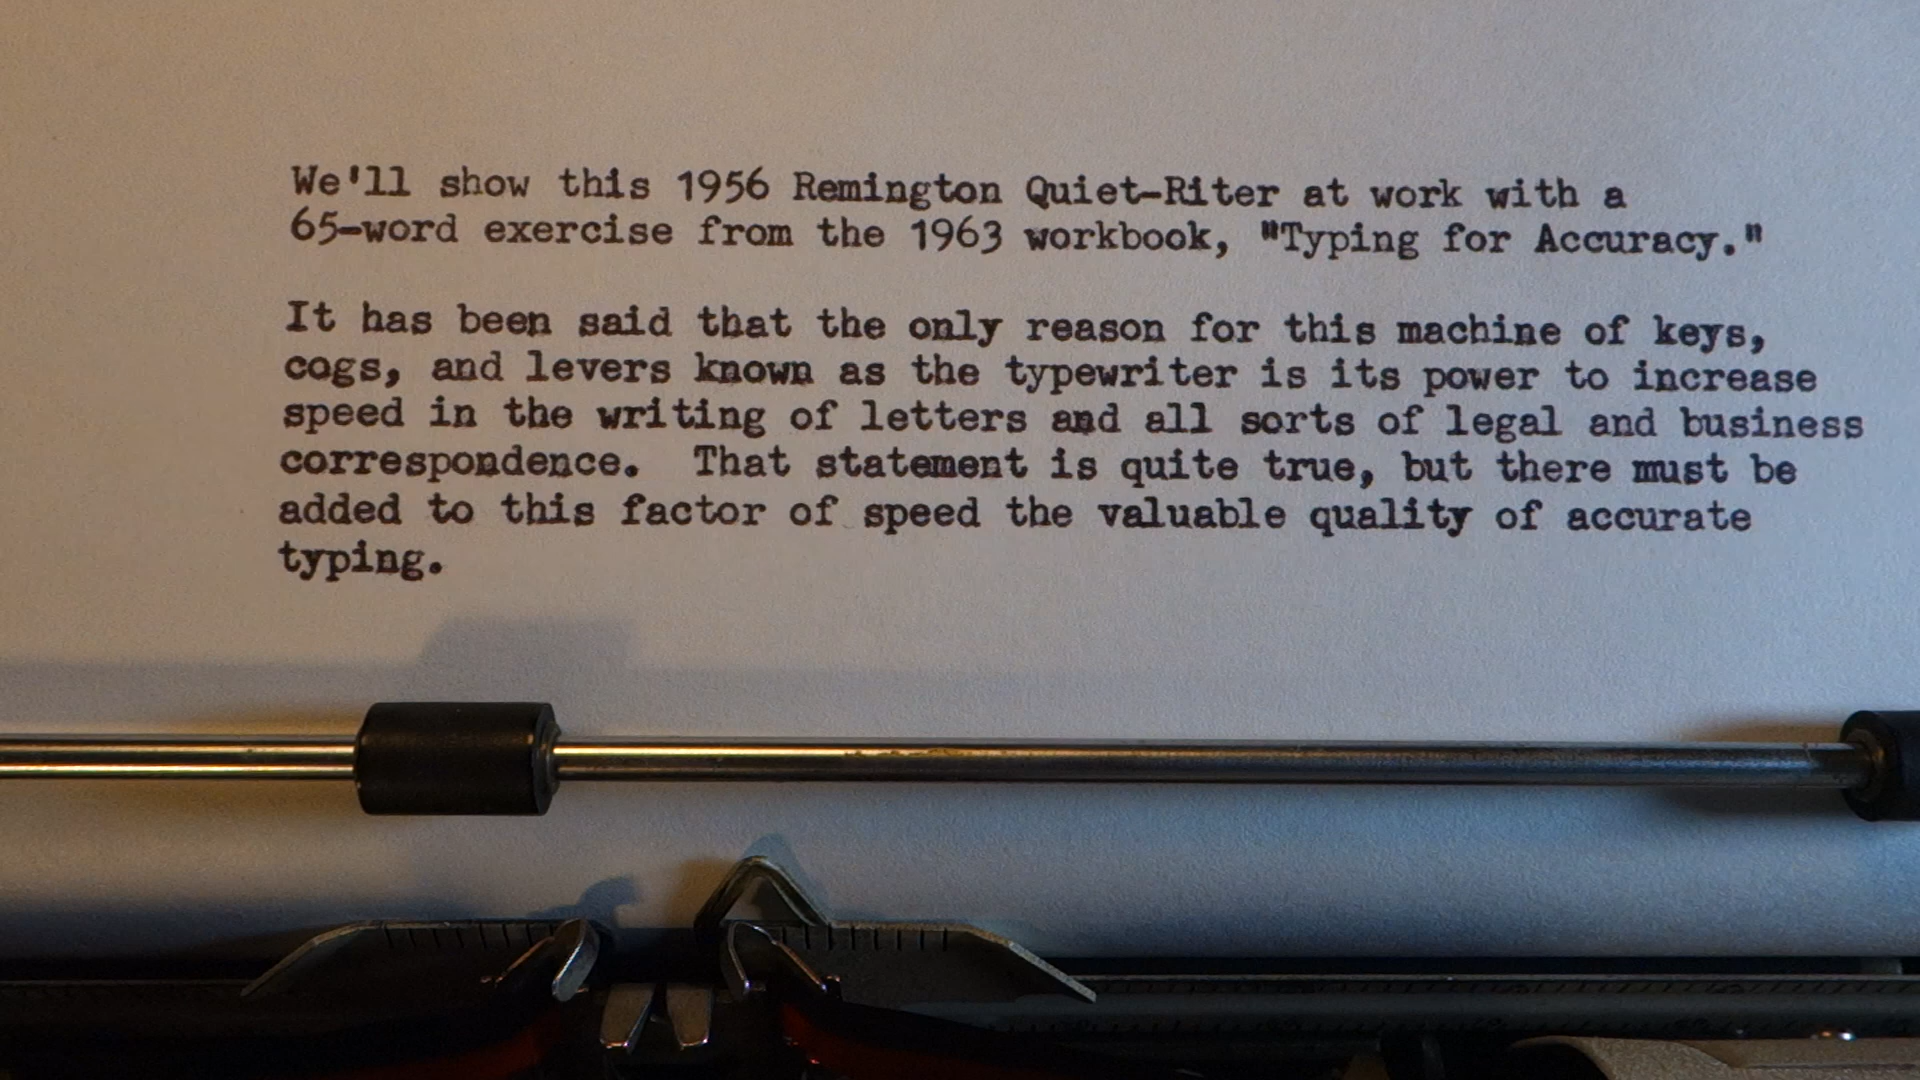 We'll show this 1956 Remington Quiet-Riter at work with a
65-word exercise from the 1963 workbook, "Typing for Accuracy."
It has been said that the only reason for this machine of keys,
cogs, and levers known as the typewriter is its power to increase
speed in the writing of letters and all sorts of legal and business
correspondence.  That statement is quite true, but there must be
added to this factor of speed the valuable quality of accurate
typing.